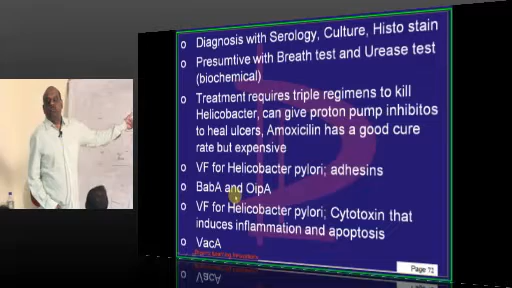 Diagnosis with Serology, Culture, Histo stain
Presumtive with Breath test and Urease test
(biochemical)
Treatment requires triple regimens to kill
Helicobacter, can give proton pump inhibitos
to heal ulcers, Amoxicilin has a good cure
rate but expensive
VF for Helicobacter pylori; adhesins
BabA and OipA
VF for Helicobacter pylori; Cytotoxin that
induces inflammation and apoptosis
VacA